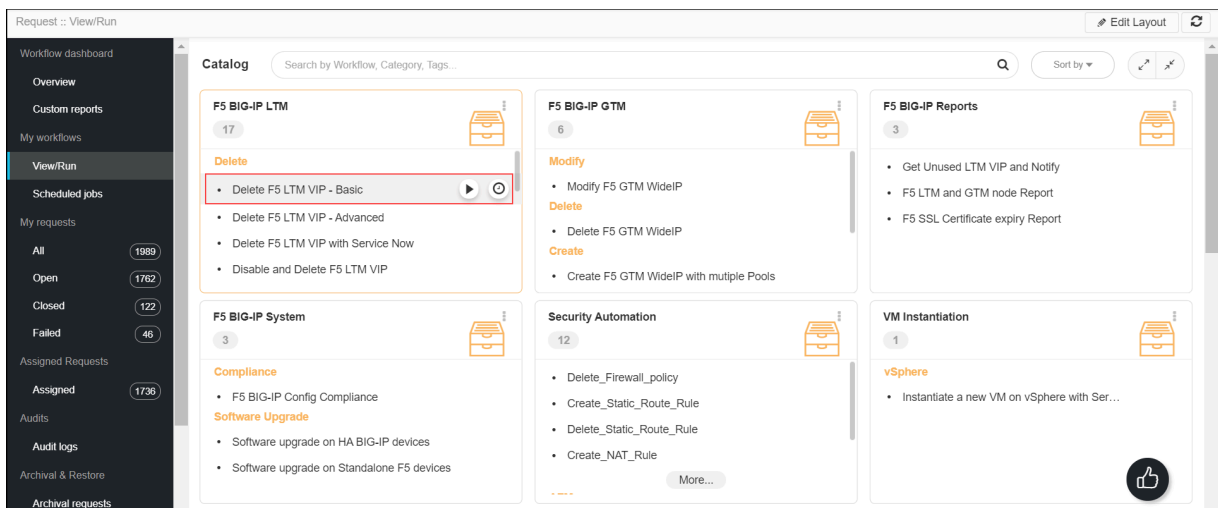 Request :: View/Run
Edit Layout
Workflow dashboard
Overview
Custom reports
My workflows
View/Run
Scheduled jobs
My requests
All 1989
Open 1762
Closed 122
Failed 46
Assigned Requests
Assigned 1736
Audits
Audit logs
Archival & Restore
Archival requests
Catalog
Search by Workflow, Category, Tags...
Sort by
F5 BIG-IP LTM
17
Delete
• Delete F5 LTM VIP - Basic
• Delete F5 LTM VIP - Advanced
• Delete F5 LTM VIP with Service Now
• Disable and Delete F5 LTM VIP
F5 BIG-IP GTM
6
Modify
• Modify F5 GTM WideIP
Delete
• Delete F5 GTM WideIP
Create
• Create F5 GTM WideIP with mutiple Pools
F5 BIG-IP Reports
3
• Get Unused LTM VIP and Notify
• F5 LTM and GTM node Report
• F5 SSL Certificate expiry Report
F5 BIG-IP System
3
Compliance
• F5 BIG-IP Config Compliance
Software Upgrade
• Software upgrade on HA BIG-IP devices
• Software upgrade on Standalone F5 devices
Security Automation
12
• Delete_Firewall_policy
• Create_Static_Route_Rule
• Delete_Static_Route_Rule
• Create_NAT_Rule
More...
VM Instantiation
1
vSphere
• Instantiate a new VM on vSphere with Ser...